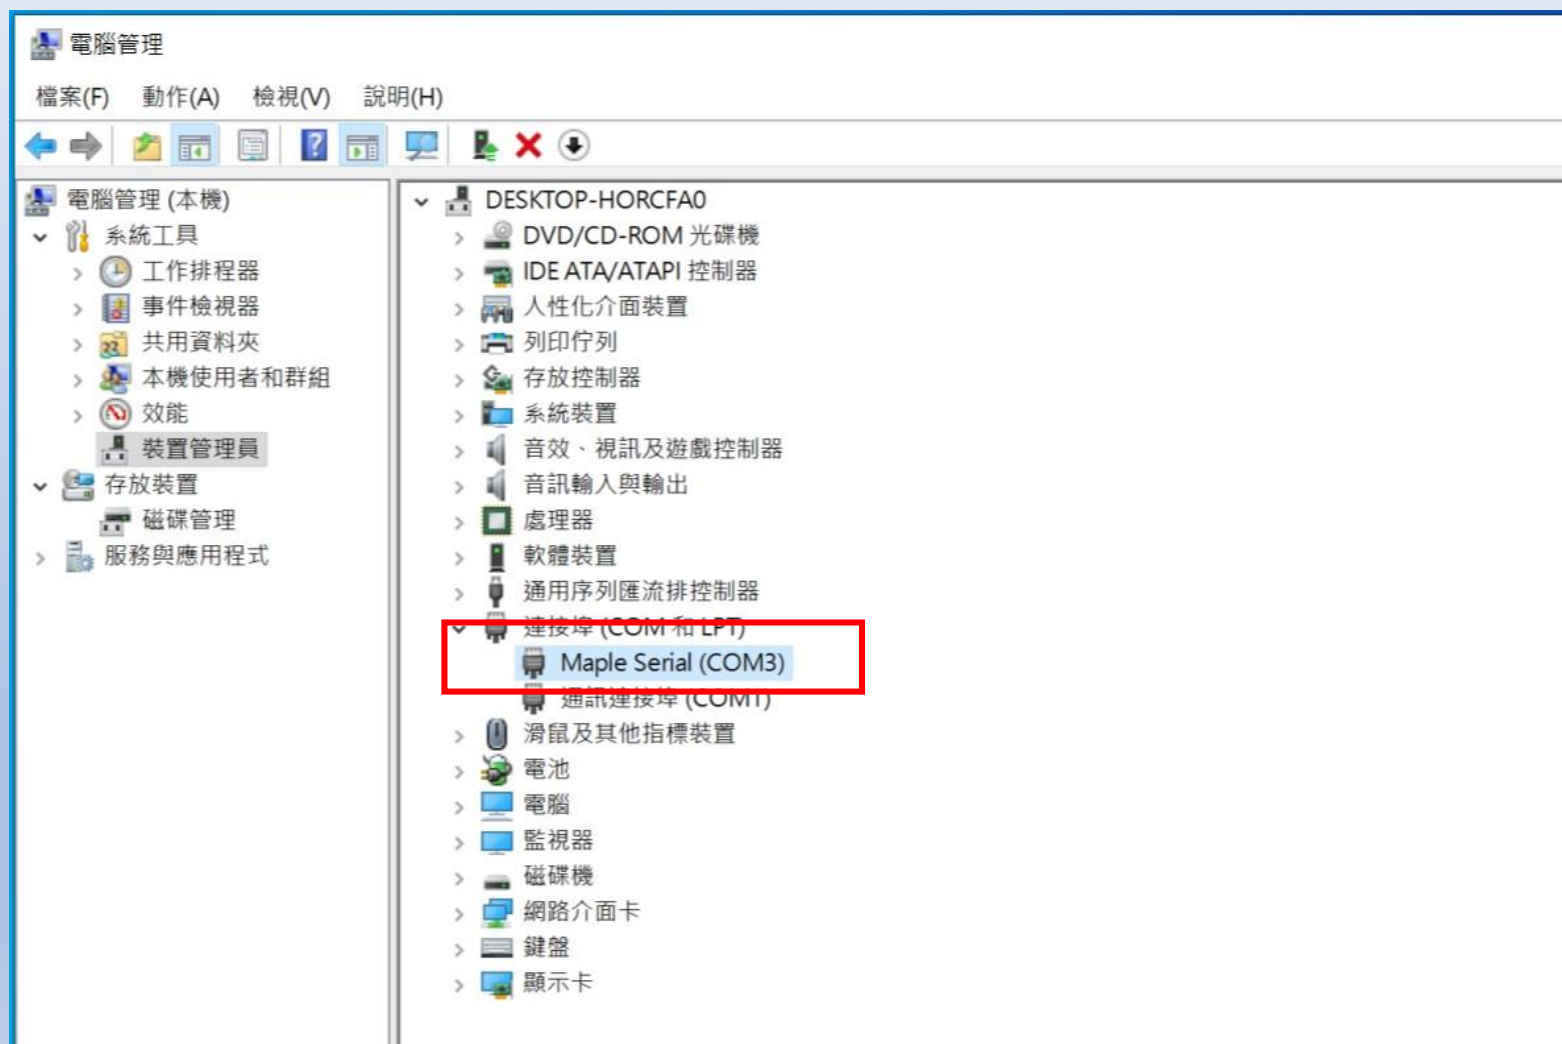 電腦管理
檔案(F) 動作(A) 檢視(V) 說明(H)
電腦管理 (本機)
系統工具
工作排程器
事件檢視器
共用資料夾
本機使用者和群組
效能
裝置管理員
存放裝置
磁碟管理
服務與應用程式
DESKTOP-HORCFA0
DVD/CD-ROM 光碟機
IDE ATA/ATAPI 控制器
人性化介面裝置
列印佇列
存放控制器
系統裝置
音效、視訊及遊戲控制器
音訊輸入與輸出
處理器
軟體裝置
通用序列匯流排控制器
連接埠 (COM 和 LPT)
Maple Serial (COM3)
通訊連接埠 (COM1)
滑鼠及其他指標裝置
電池
電腦
監視器
磁碟機
網路介面卡
鍵盤
顯示卡